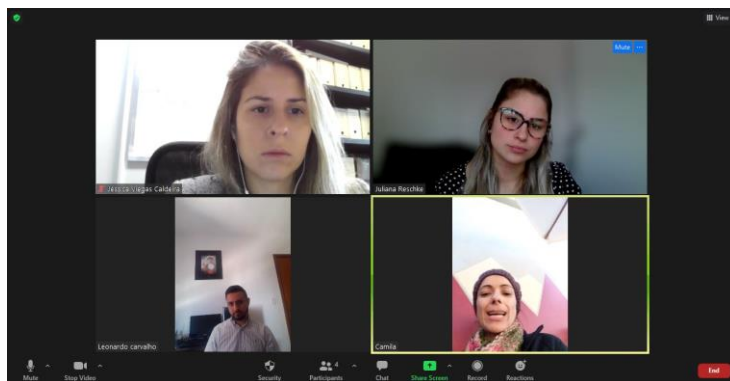 View
Mute ...
Jéssica Viegas Caldeira
Juliana Reschke
Leonardo carvalho
Camila
Mute
Stop Video
Security
Participants
4
Chat
Share Screen
Record
Reactions
End